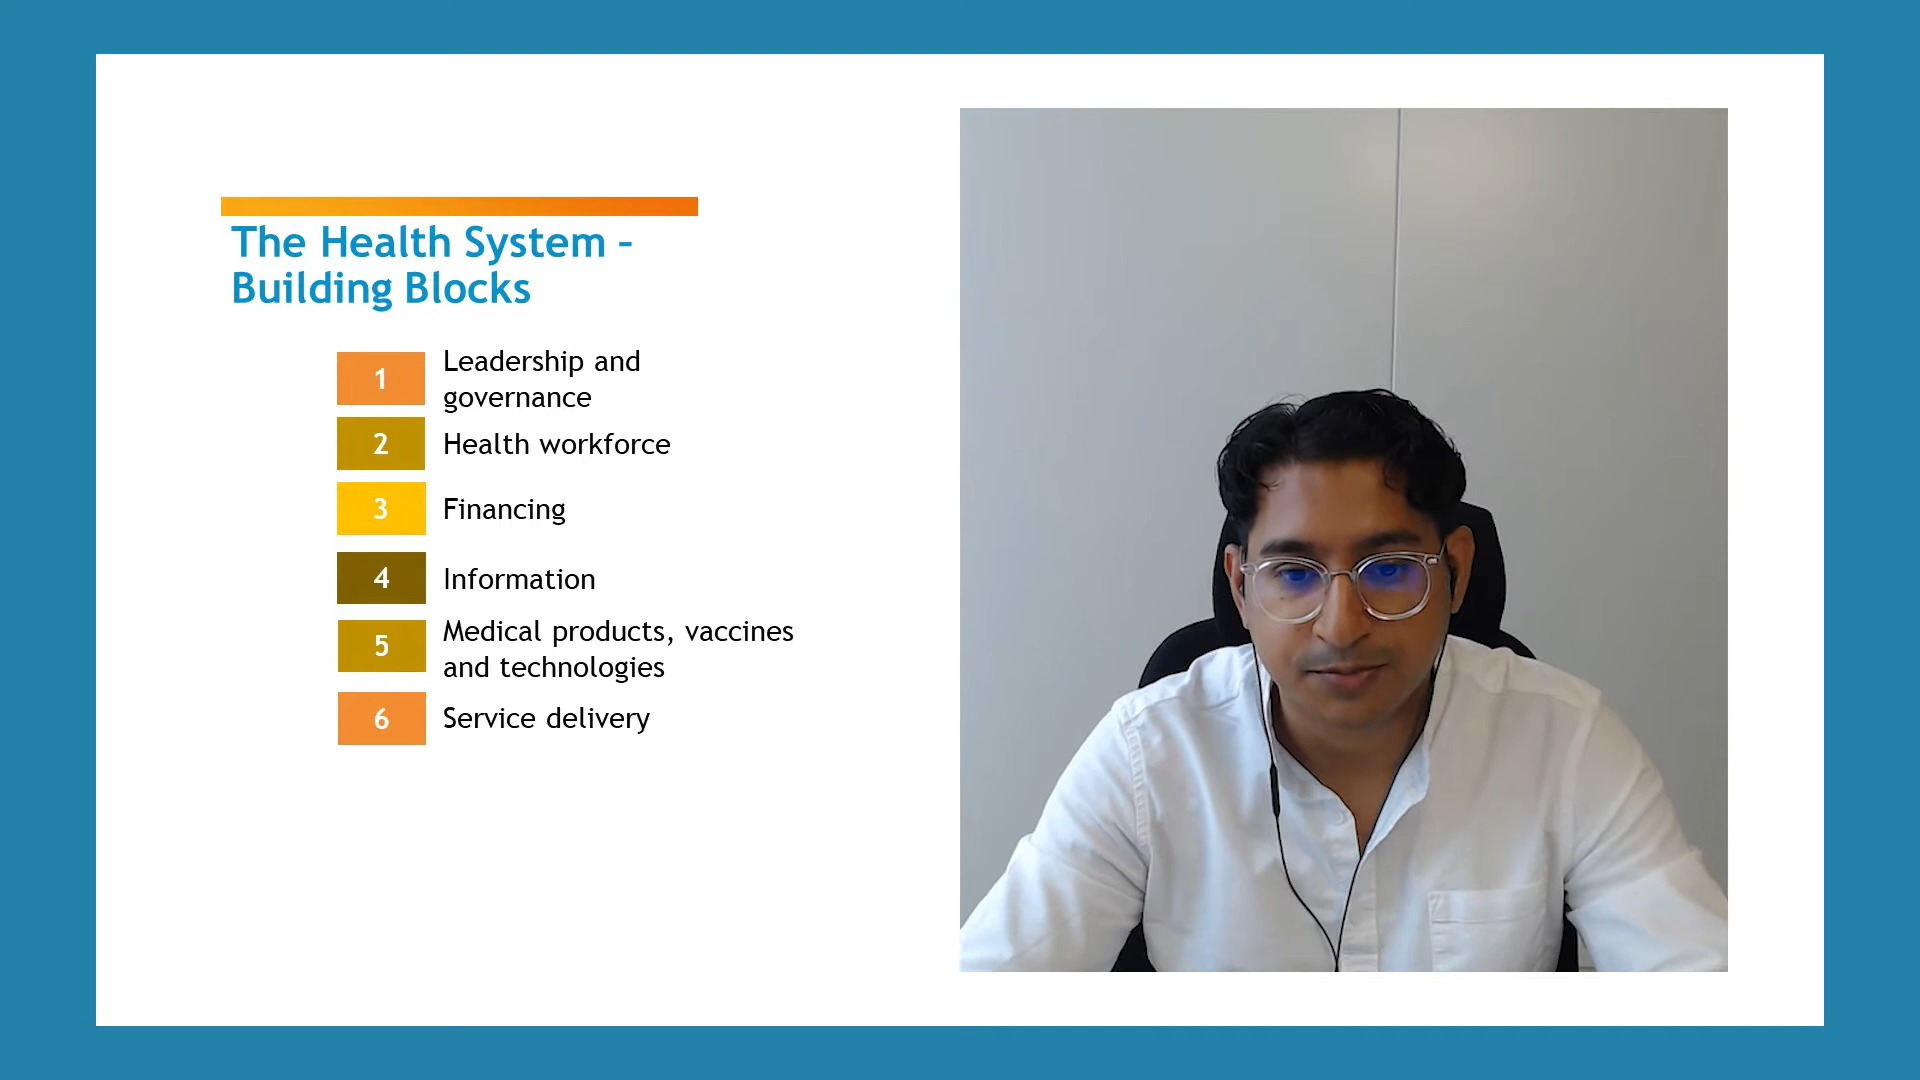 The Health System –
Building Blocks
1
Leadership and
governance
2
Health workforce
3
Financing
4
Information
5
Medical products, vaccines
and technologies
6
Service delivery